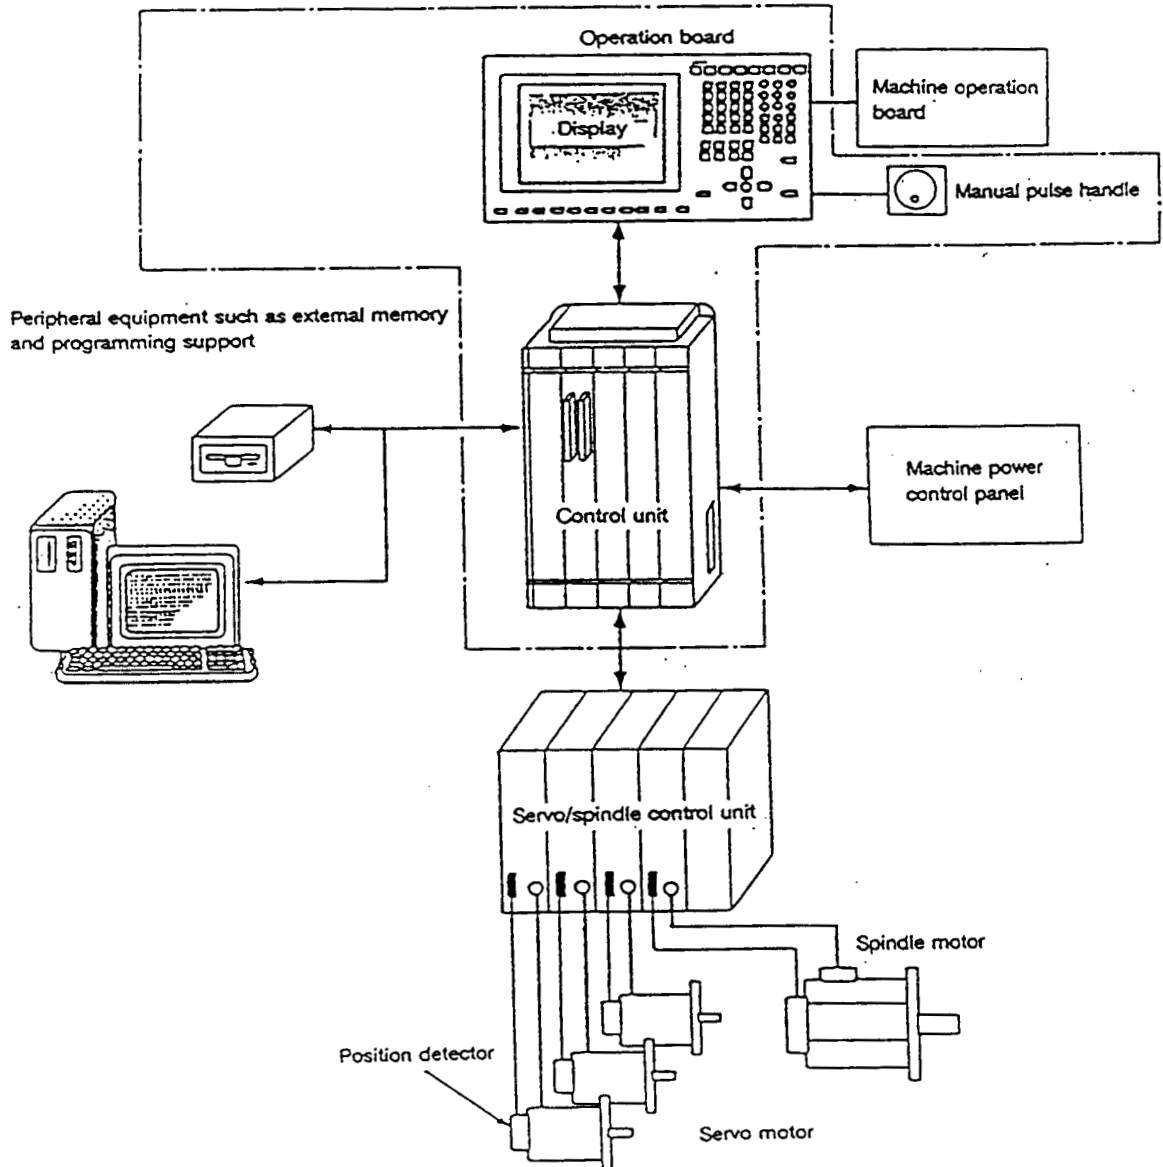 Operation board
Display
Machine operation
board
Manual pulse handle
Peripheral equipment such as external memory
and programming support
Control unit
Machine power
control panel
Servo/spindle control unit
Spindle motor
Position detector
Servo motor